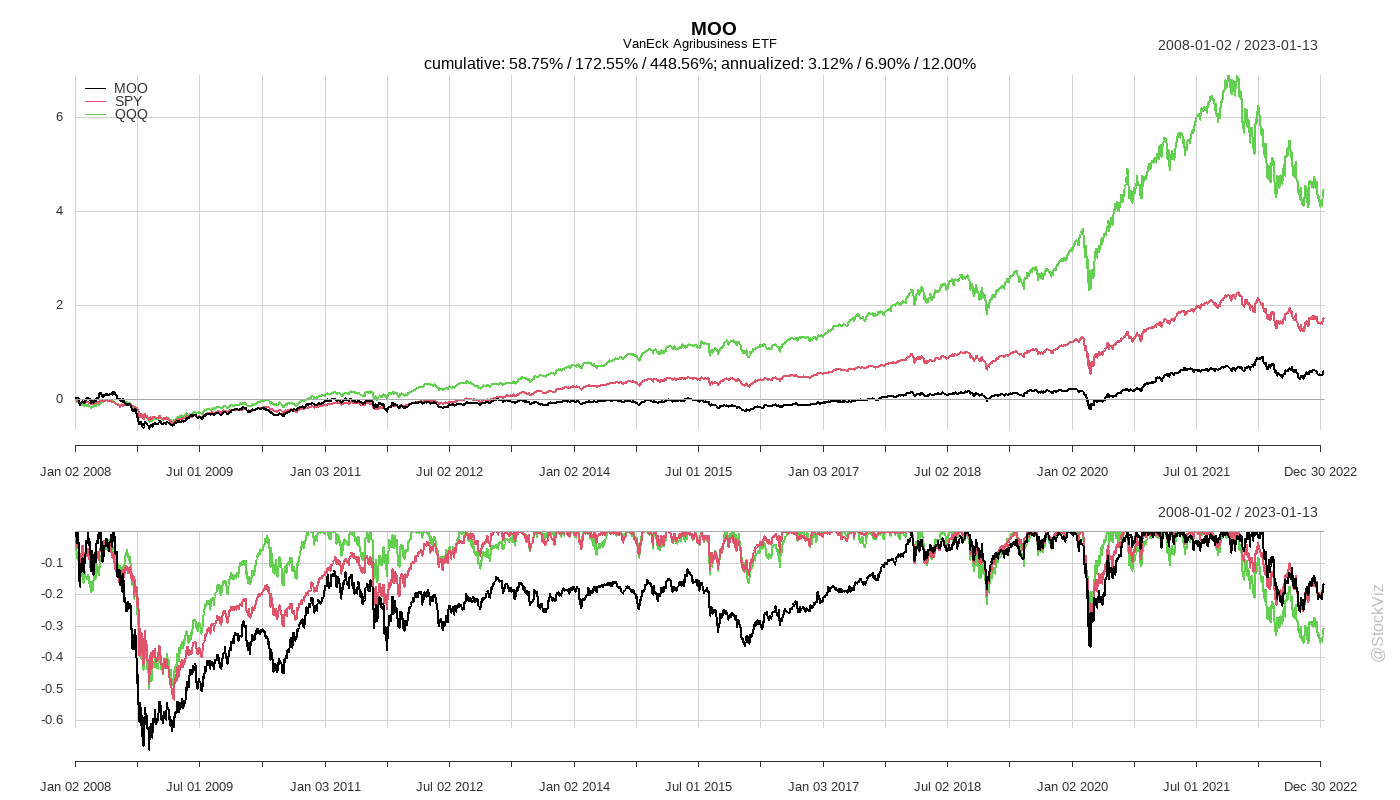 MOO
VanEck Agribusiness ETF
2008-01-02 / 2023-01-13
cumulative: 58.75% / 172.55% / 448.56%; annualized: 3.12% / 6.90% / 12.00%
MOO
SPY
QQQ
6
4
2
0
Jan 02 2008 Jul 01 2009 Jan 03 2011 Jul 02 2012 Jan 02 2014 Jul 01 2015 Jan 03 2017 Jul 02 2018 Jan 02 2020 Jul 01 2021 Dec 30 2022
2008-01-02 / 2023-01-13
-0.1
-0.2
-0.3
-0.4
-0.5
-0.6
Jan 02 2008 Jul 01 2009 Jan 03 2011 Jul 02 2012 Jan 02 2014 Jul 01 2015 Jan 03 2017 Jul 02 2018 Jan 02 2020 Jul 01 2021 Dec 30 2022
@StockViz